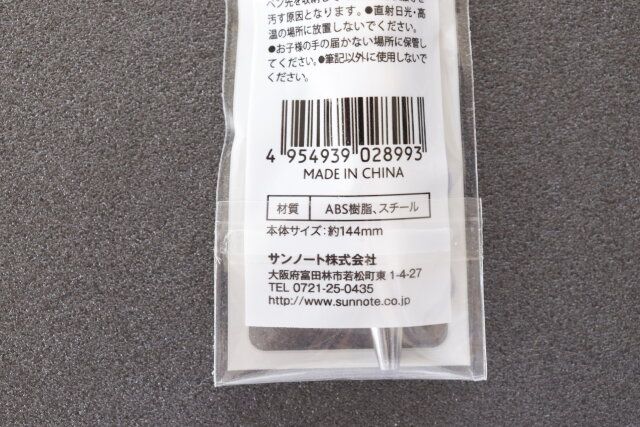 ペン先を収納し
汚す原因となります。●直射日光・高
温の場所に放置しないでください。
●お子様の手の届かない場所に保管し
てください。●筆記以外に使用しないで
ください。
4 954939 028993
MADE IN CHINA
材質 ABS樹脂、スチール
本体サイズ:約144mm
サンノート株式会社
大阪府富田林市若松町東 1-4-27
TEL 0721-25-0435
http://www.sunnote.co.jp